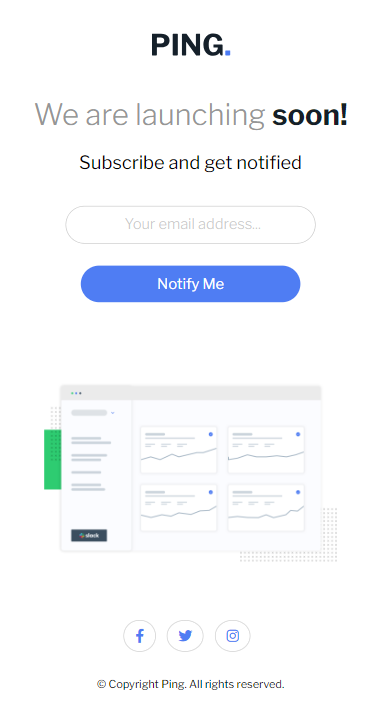 PING.
We are launching soon!
Subscribe and get notified
Your email address...
Notify Me
slack
© Copyright Ping. All rights reserved.